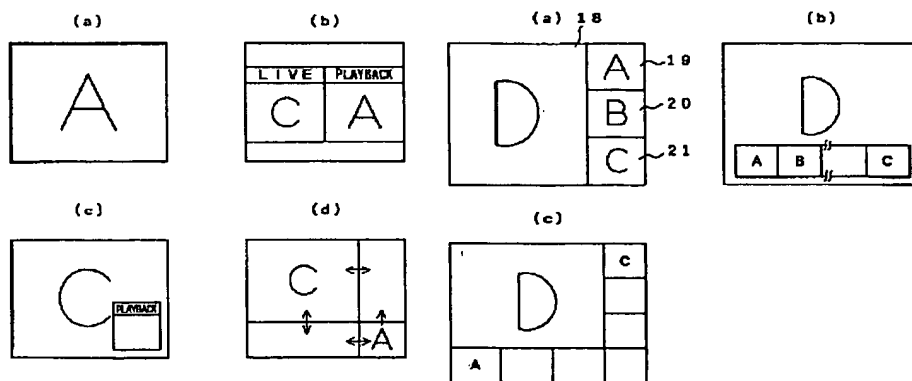 (a) (b) (a) 18 (b)
A
LIVE PLAYBACK
C A
D
A 19
B 20
C 21
D
A B C
(c) (d) (c)
C
PLAYBACK
C
A
D
C
A